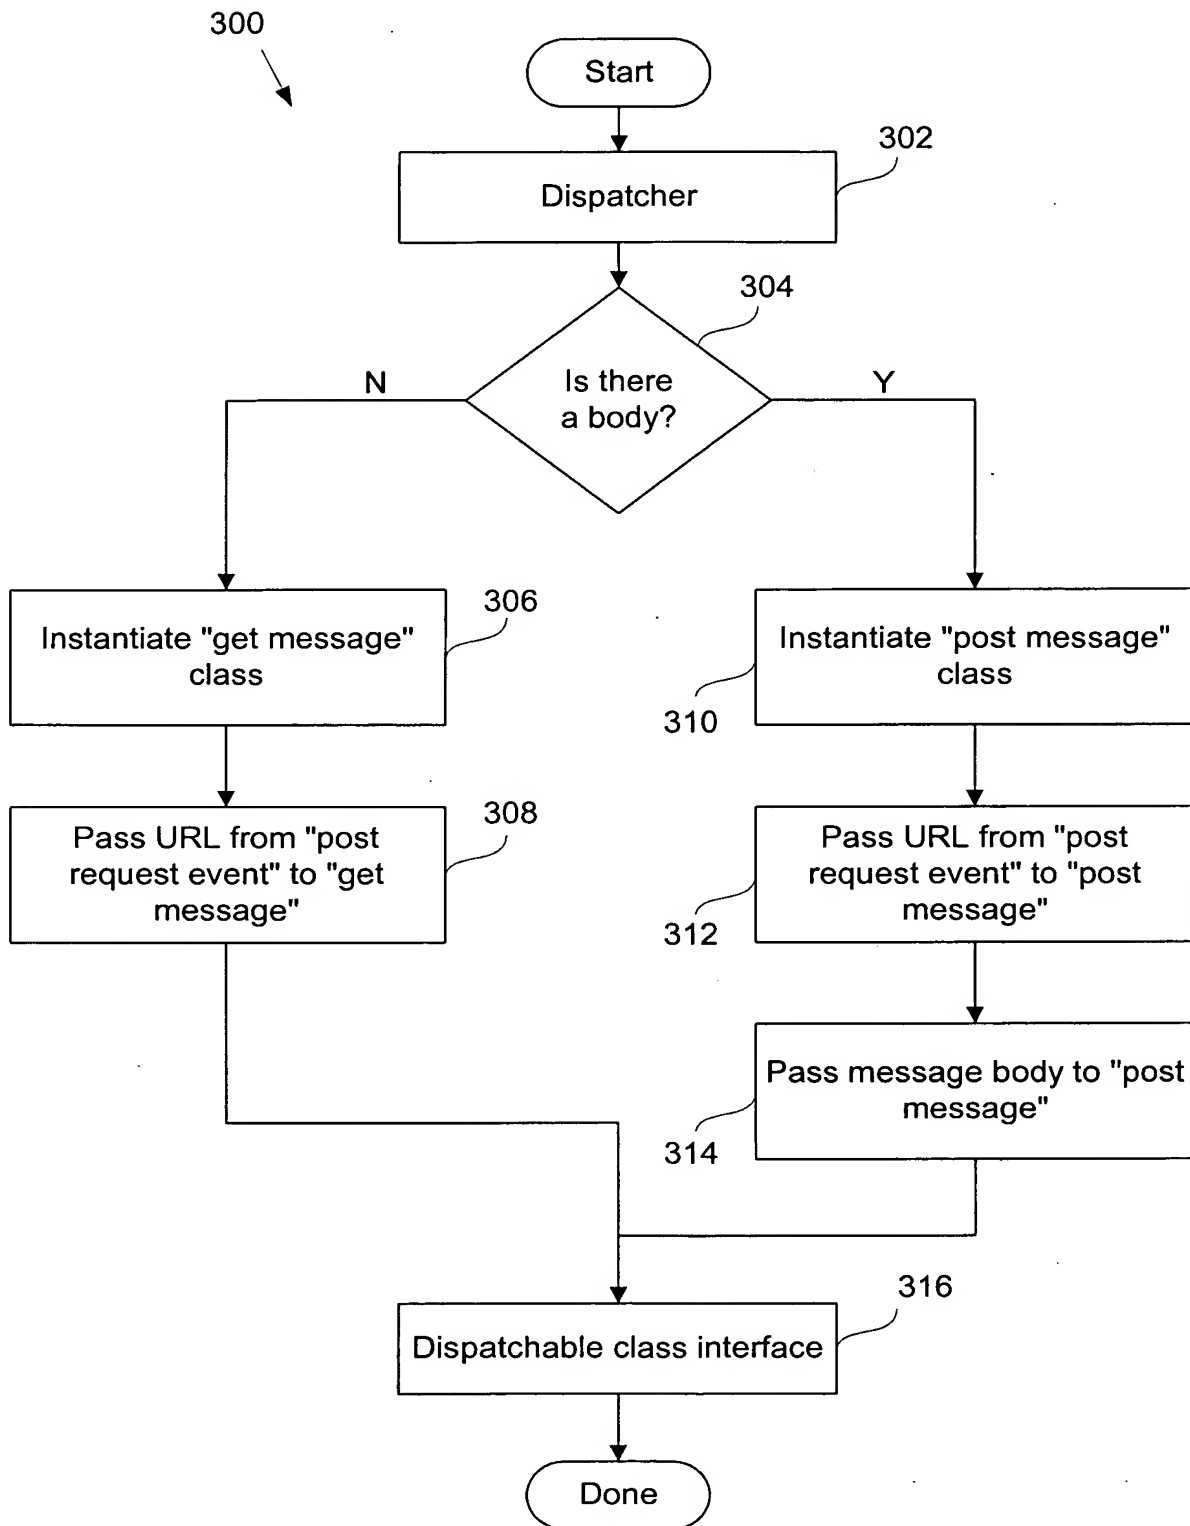 300
Start
302
Dispatcher
304
Is there
a body?
N
Y
306
Instantiate "get message"
class
Instantiate "post message"
class
310
308
Pass URL from "post
request event" to "get
message"
Pass URL from "post
request event" to "post
message"
312
Pass message body to "post
message"
314
316
Dispatchable class interface
Done